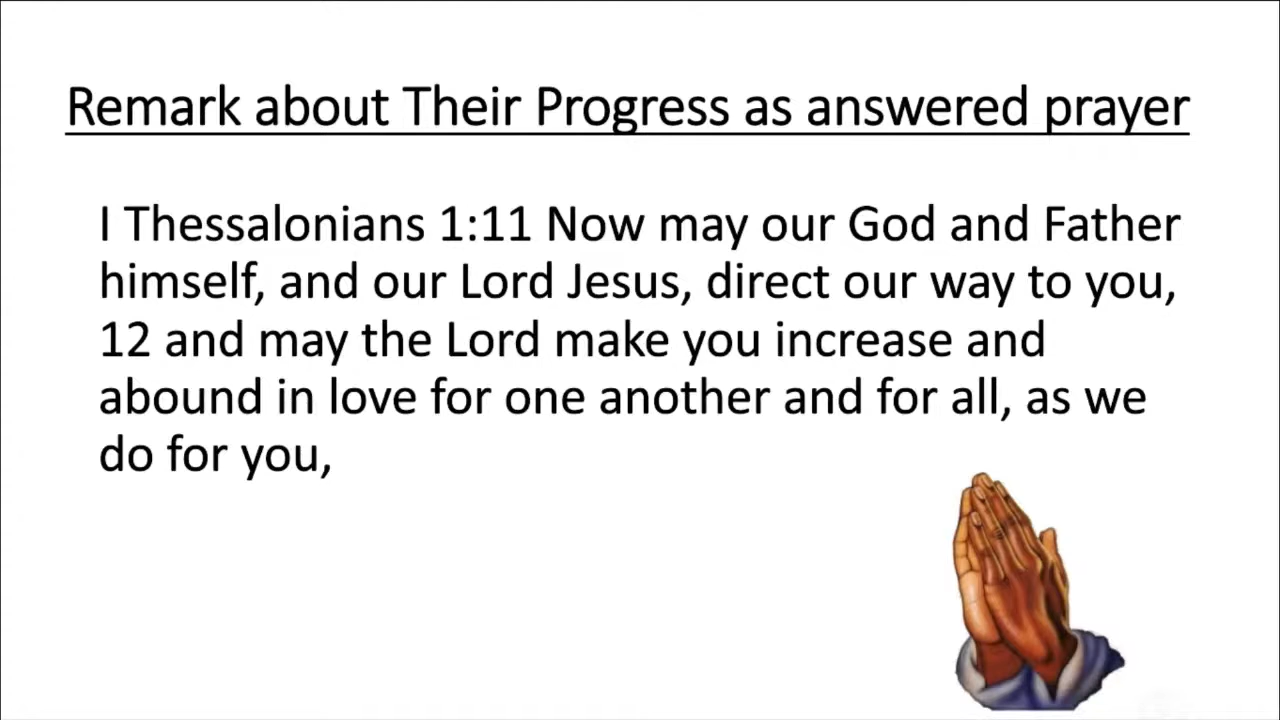 Remark about Their Progress as answered prayer
I Thessalonians 1:11 Now may our God and Father
himself, and our Lord Jesus, direct our way to you,
12 and may the Lord make you increase and
abound in love for one another and for all, as we
do for you,